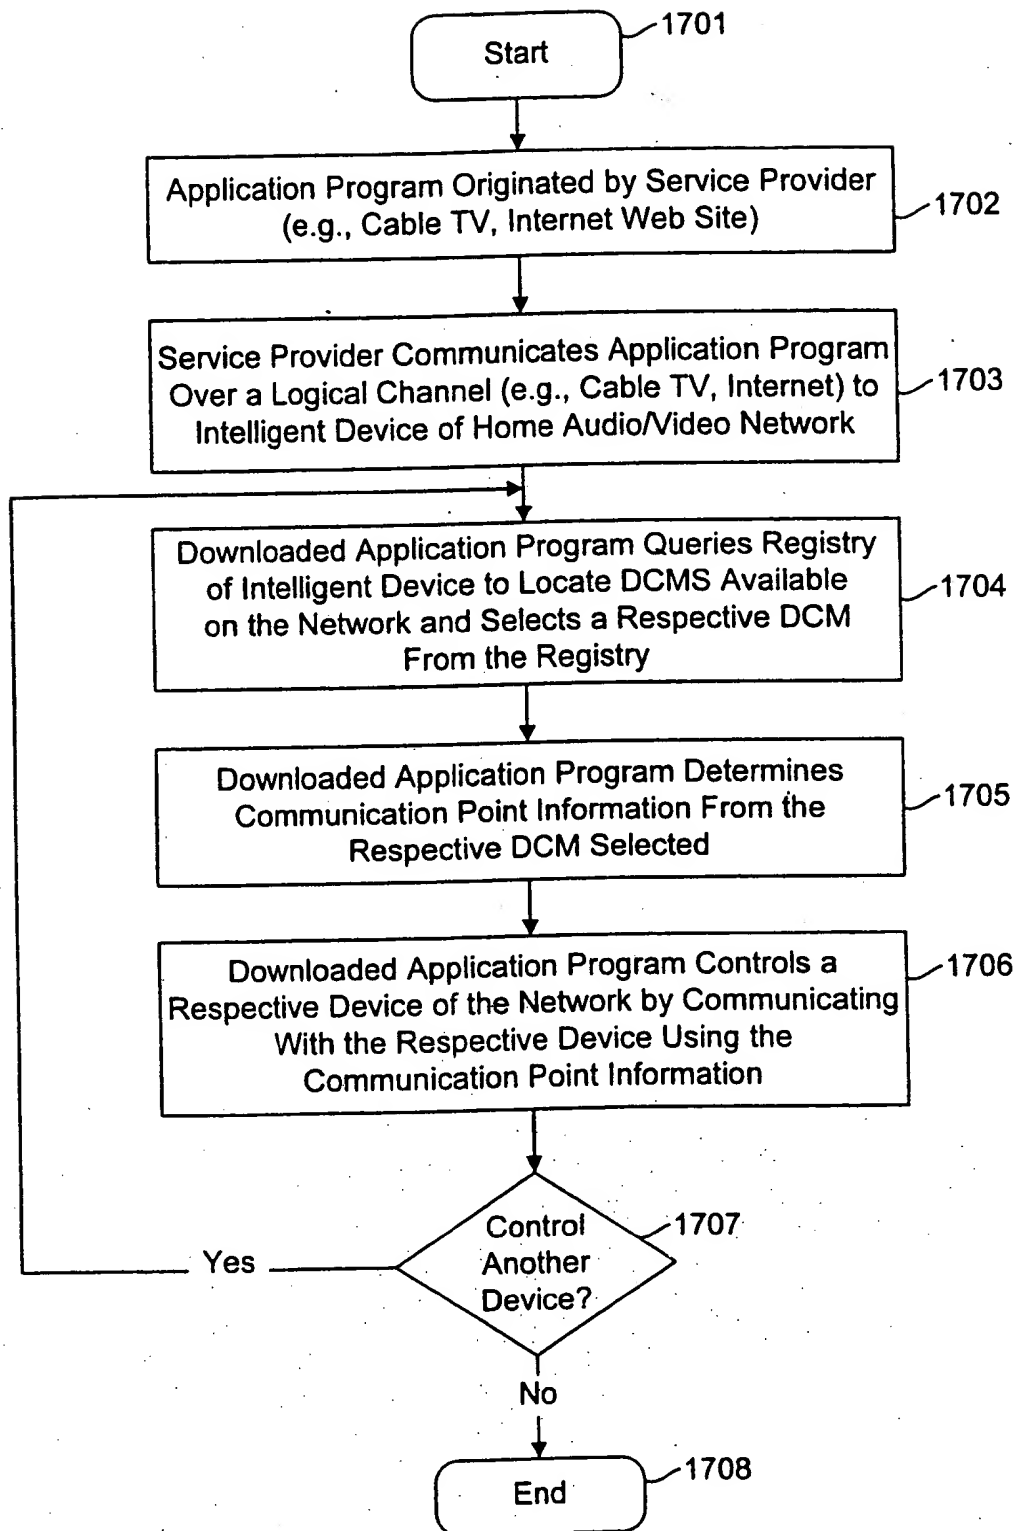 Start
1701
Application Program Originated by Service Provider
(e.g., Cable TV, Internet Web Site)
1702
Service Provider Communicates Application Program
Over a Logical Channel (e.g., Cable TV, Internet) to
Intelligent Device of Home Audio/Video Network
1703
Downloaded Application Program Queries Registry
of Intelligent Device to Locate DCMS Available
on the Network and Selects a Respective DCM
From the Registry
1704
Downloaded Application Program Determines
Communication Point Information From the
Respective DCM Selected
1705
Downloaded Application Program Controls a
Respective Device of the Network by Communicating
With the Respective Device Using the
Communication Point Information
1706
Control
Another
Device?
1707
Yes
No
End
1708